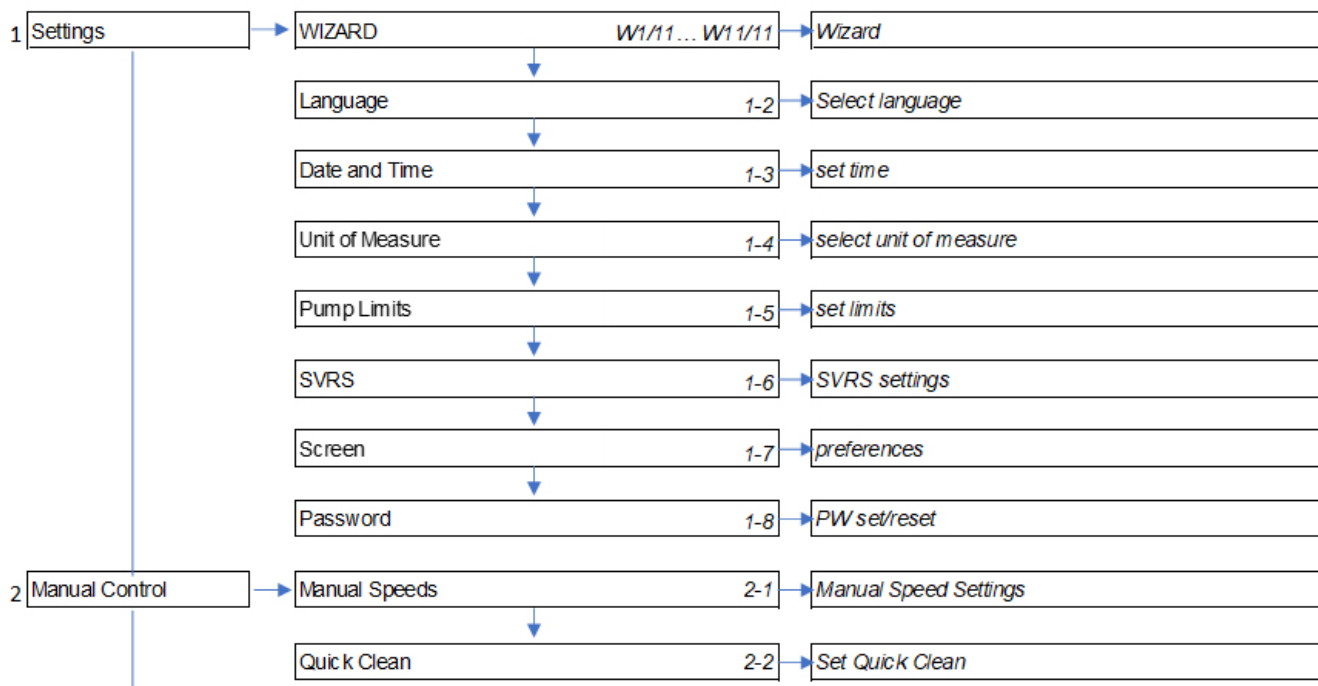 1 Settings WIZARD W1/11 ... W11/11 Wizard
Language 1-2 Select language
Date and Time 1-3 set time
Unit of Measure 1-4 select unit of measure
Pump Limits 1-5 set limits
SVRS 1-6 SVRS settings
Screen 1-7 preferences
Password 1-8 PW set/reset
2 Manual Control Manual Speeds 2-1 Manual Speed Settings
Quick Clean 2-2 Set Quick Clean